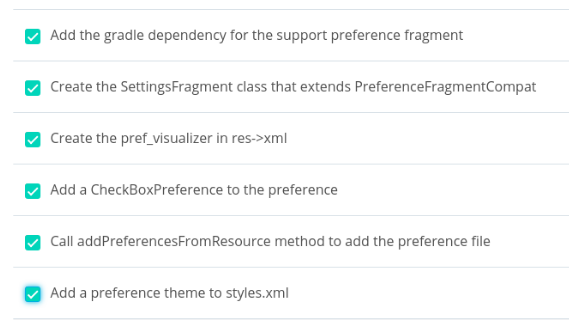 Add the gradle dependency for the support preference fragment
Create the SettingsFragment class that extends PreferenceFragmentCompat
Create the pref_visualizer in res->xml
Add a CheckBoxPreference to the preference
Call addPreferencesFromResource method to add the preference file
Add a preference theme to styles.xml